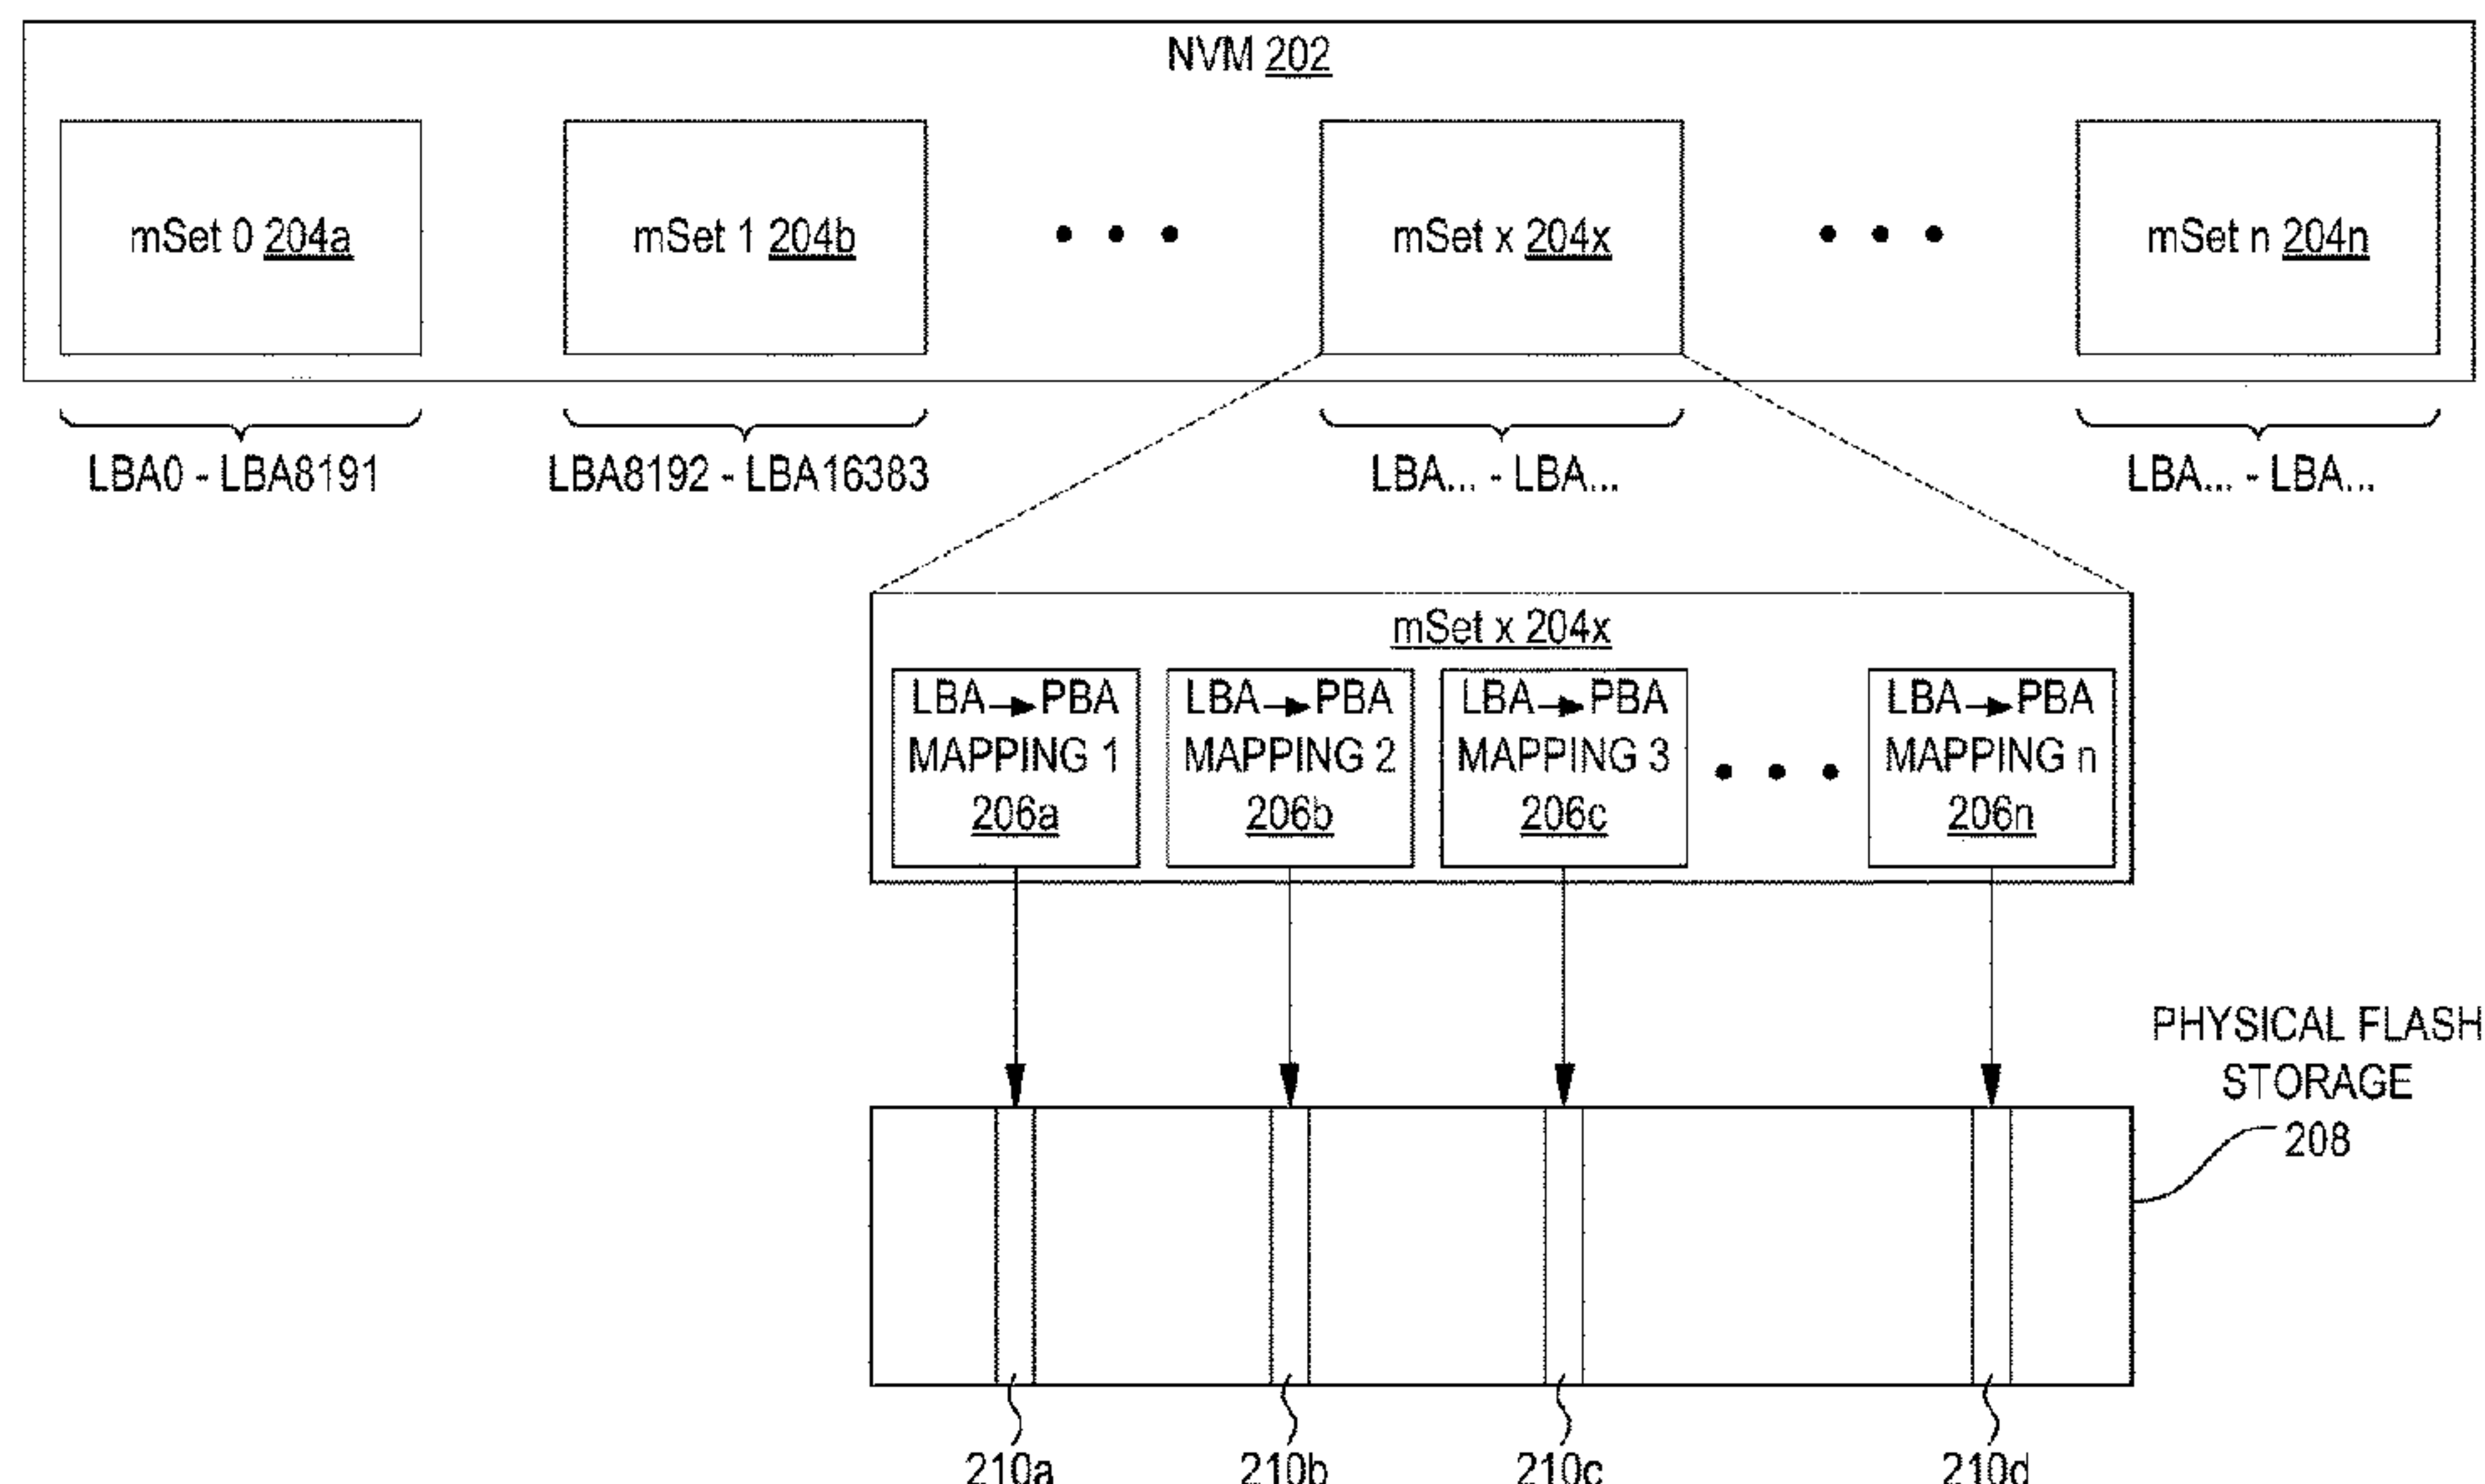 NVM 202
mSet 0 204a
mSet 1 204b
mSet x 204x
mSet n 204n
LBA0 - LBA8191
LBA8192 - LBA16383
LBA... - LBA...
LBA... - LBA...
mSet x 204x
LBA→PBA
MAPPING 1
206a
LBA→PBA
MAPPING 2
206b
LBA→PBA
MAPPING 3
206c
LBA→PBA
MAPPING n
206n
PHYSICAL FLASH
STORAGE
208
210a
210b
210c
210d